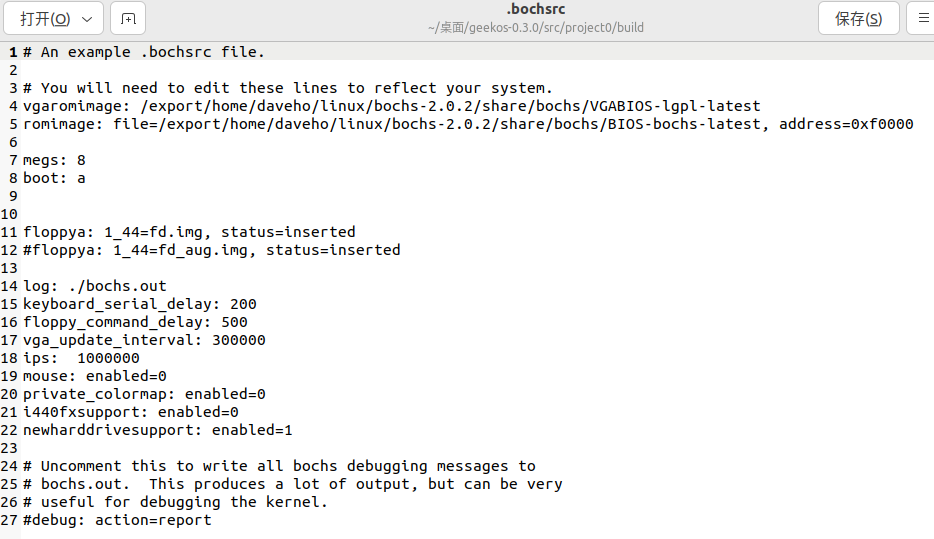 打开(O)
.bochsrc
~/桌面/geekos-0.3.0/src/project0/build
保存(S)
1 # An example .bochsrc file.
2
3 # You will need to edit these lines to reflect your system.
4 vgaromimage: /export/home/daveho/linux/bochs-2.0.2/share/bochs/VGABIOS-lgpl-latest
5 romimage: file=/export/home/daveho/linux/bochs-2.0.2/share/bochs/BIOS-bochs-latest, address=0xf0000
6
7 megs: 8
8 boot: a
9
10
11 floppya: 1_44=fd.img, status=inserted
12 #floppya: 1_44=fd_aug.img, status=inserted
13
14 log: ./bochs.out
15 keyboard_serial_delay: 200
16 floppy_command_delay: 500
17 vga_update_interval: 300000
18 ips:  1000000
19 mouse: enabled=0
20 private_colormap: enabled=0
21 i440fxsupport: enabled=0
22 newharddrivesupport: enabled=1
23
24 # Uncomment this to write all bochs debugging messages to
25 # bochs.out.  This produces a lot of output, but can be very
26 # useful for debugging the kernel.
27 #debug: action=report